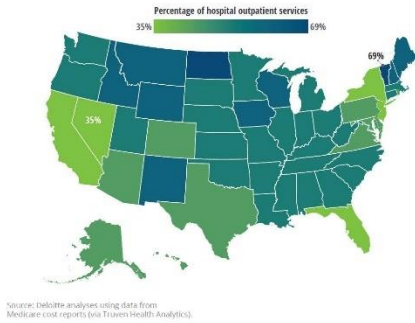 Percentage of hospital outpatient services
35% 69%
69%
35%
Source: Deloitte analyses using data from
Medicare cost reports (via Truven Health Analytics).